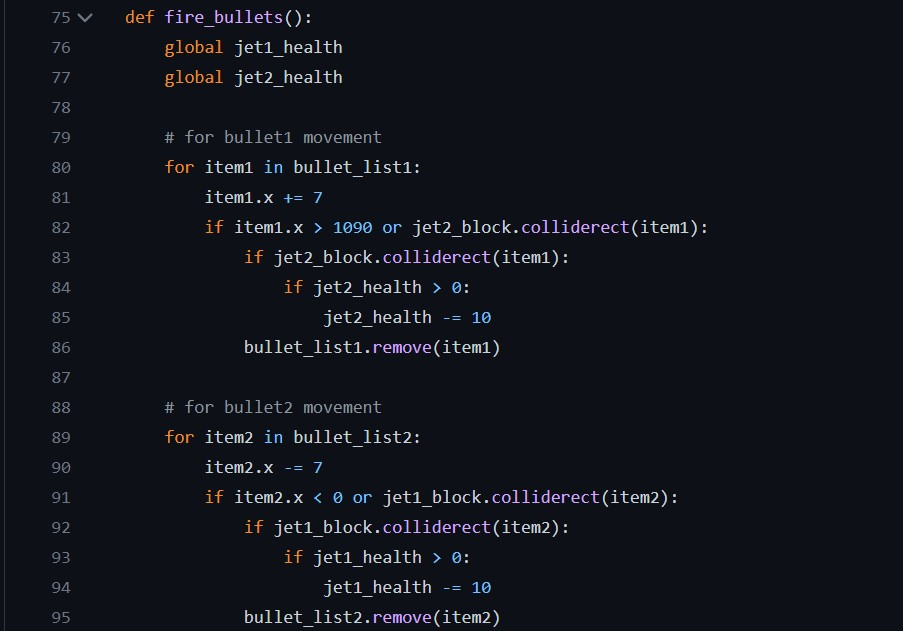 75 def fire_bullets():
76 global jet1_health
77 global jet2_health
78
79 # for bullet1 movement
80 for item1 in bullet_list1:
81 item1.x += 7
82 if item1.x > 1090 or jet2_block.colliderect(item1):
83 if jet2_block.colliderect(item1):
84 if jet2_health > 0:
85 jet2_health -= 10
86 bullet_list1.remove(item1)
87
88 # for bullet2 movement
89 for item2 in bullet_list2:
90 item2.x -= 7
91 if item2.x < 0 or jet1_block.colliderect(item2):
92 if jet1_block.colliderect(item2):
93 if jet1_health > 0:
94 jet1_health -= 10
95 bullet_list2.remove(item2)